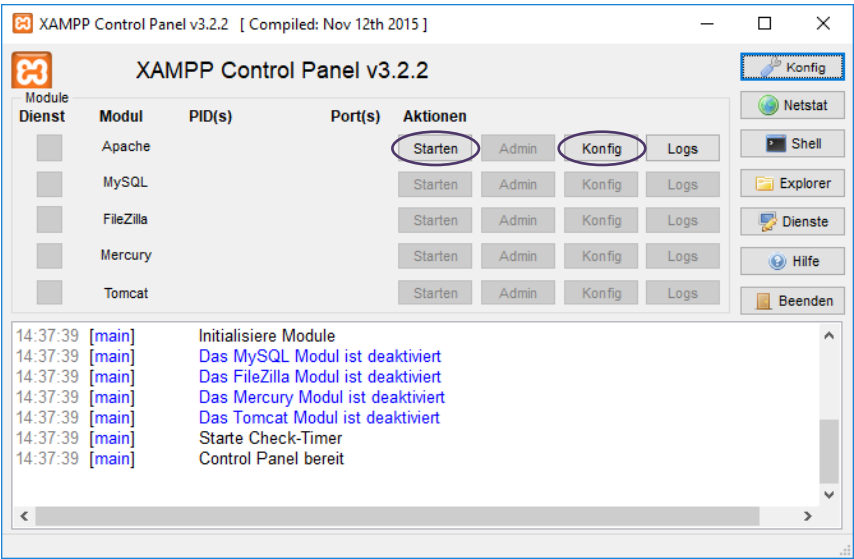 XAMPP Control Panel v3.2.2 [ Compiled: Nov 12th 2015 ]
XAMPP Control Panel v3.2.2
Konfig
Module
Dienst Modul PID(s) Port(s) Aktionen
Netstat
Apache Starten Admin Konfig Logs
Shell
MySQL Starten Admin Konfig Logs
Explorer
FileZilla Starten Admin Konfig Logs
Dienste
Mercury Starten Admin Konfig Logs
Hilfe
Tomcat Starten Admin Konfig Logs
Beenden
14:37:39 [main] Initialisiere Module
14:37:39 [main] Das MySQL Modul ist deaktiviert
14:37:39 [main] Das FileZilla Modul ist deaktiviert
14:37:39 [main] Das Mercury Modul ist deaktiviert
14:37:39 [main] Das Tomcat Modul ist deaktiviert
14:37:39 [main] Starte Check-Timer
14:37:39 [main] Control Panel bereit